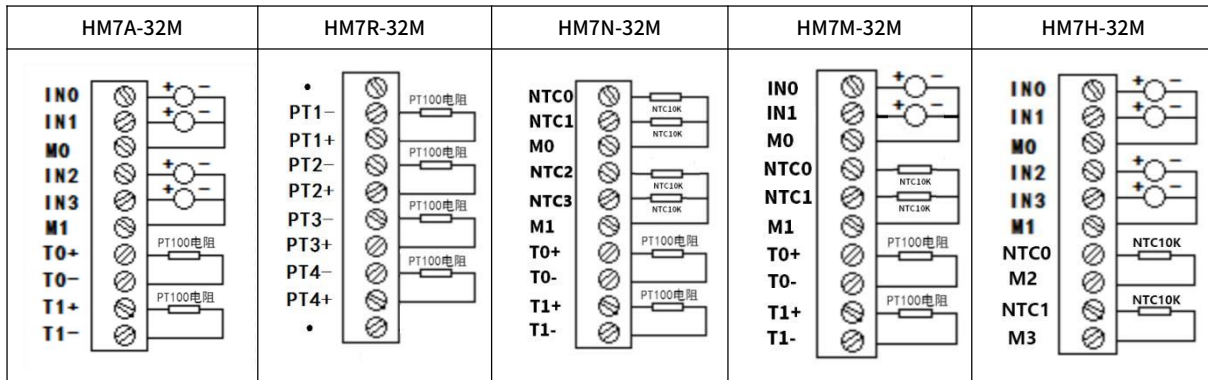 HM7A-32M
HM7R-32M
HM7N-32M
HM7M-32M
HM7H-32M
IN0 + -
IN1 + -
M0
IN2 + -
IN3 + -
M1
T0+ PT100电阻
T0-
T1+ PT100电阻
T1-
•
PT1- PT100电阻
PT1+
PT2- PT100电阻
PT2+
PT3- PT100电阻
PT3+
PT4- PT100电阻
PT4+
•
NTC0 NTC10K
NTC1 NTC10K
M0
NTC2 NTC10K
NTC3 NTC10K
M1
T0+ PT100电阻
T0-
T1+ PT100电阻
T1-
IN0 + -
IN1 + -
M0
NTC0 NTC10K
NTC1 NTC10K
M1
T0+ PT100电阻
T0-
T1+ PT100电阻
T1-
IN0 + -
IN1 + -
M0
IN2 + -
IN3 + -
M1
NTC0 NTC10K
M2
NTC1 NTC10K
M3